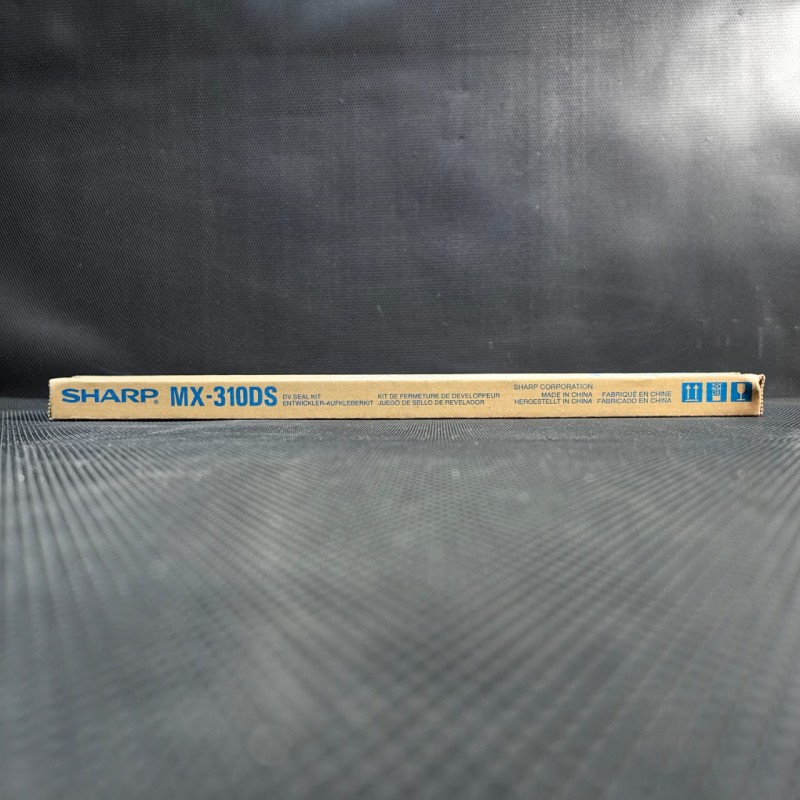 SHARP® MX-310DS
DV SEAL KIT KIT DE FERMETURE DE DEVELOPPEUR
ENTWICKLER-AUFKLEBERKIT JUEGO DE SELLO DE REVELADOR
SHARP CORPORATION
MADE IN CHINA FABRIQUÉ EN CHINE
HERGESTELLT IN CHINA FABRICADO EN CHINA